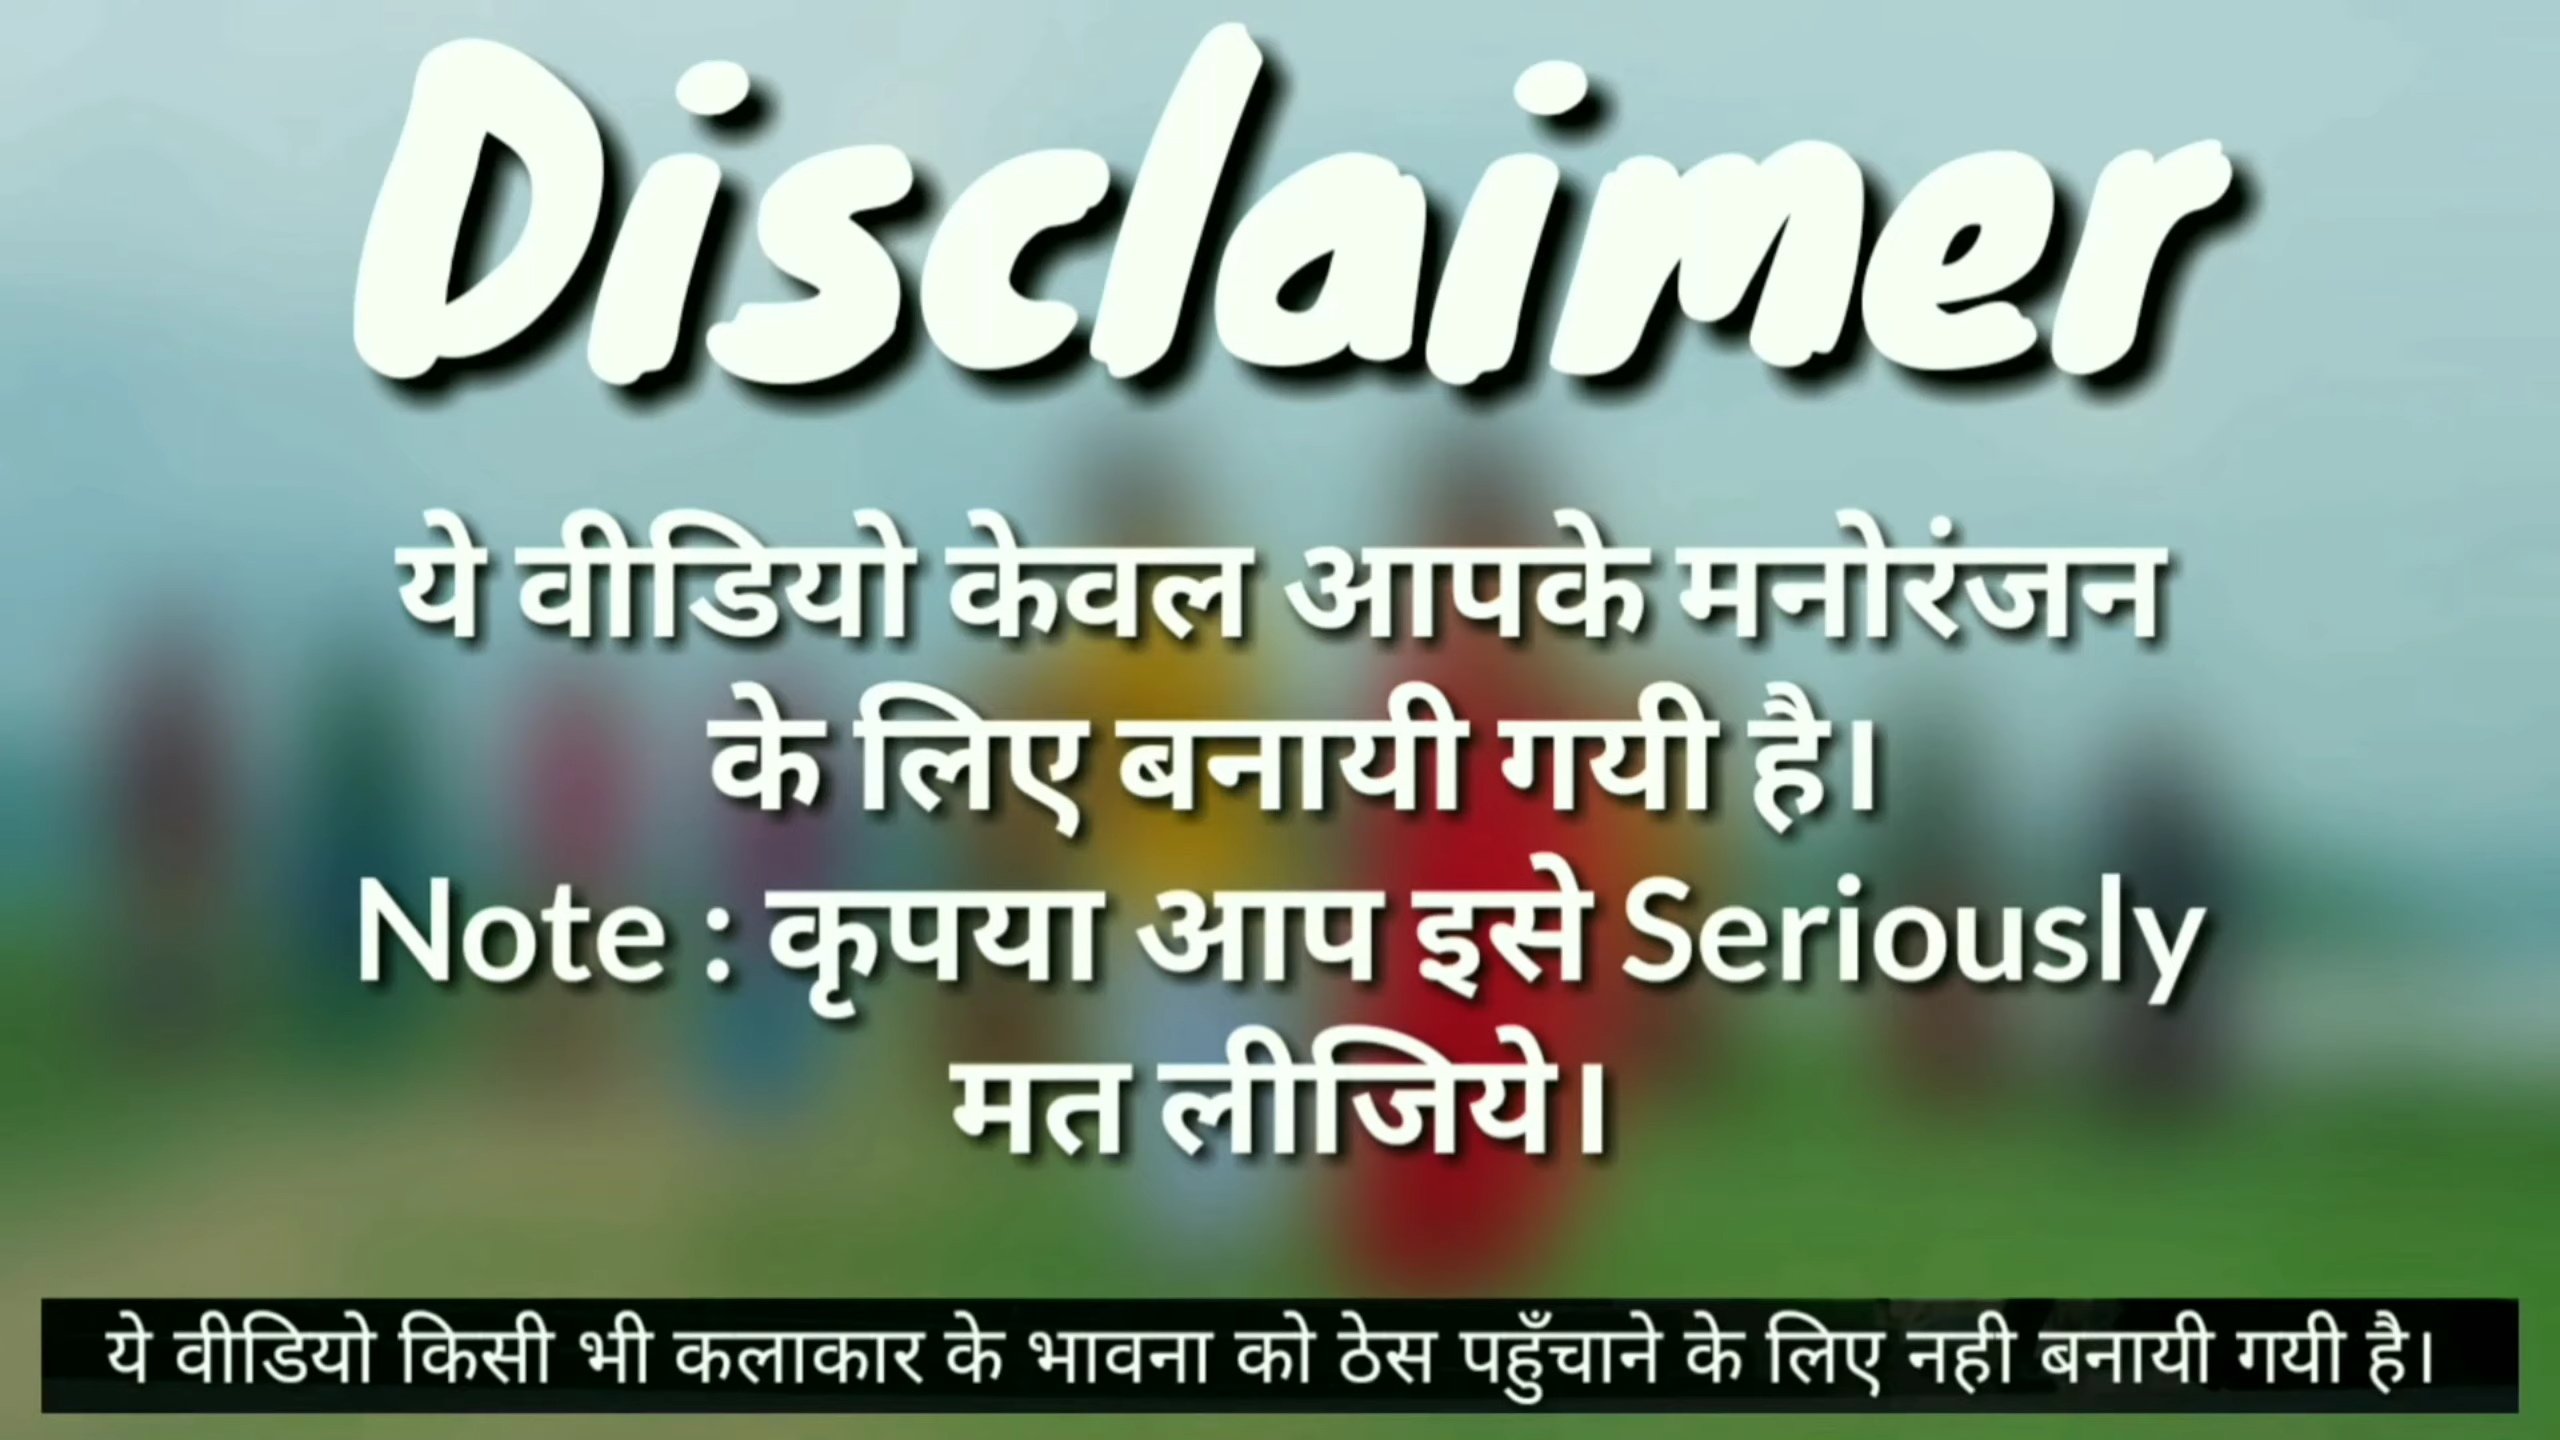 Disclaimer
ये वीडियो केवल आपके मनोरंजन
के लिए बनायी गयी है।
Note : कृपया आप इसे Seriously
मत लीजिये।
ये वीडियो किसी भी कलाकार के भावना को ठेस पहुँचाने के लिए नही बनायी गयी है।